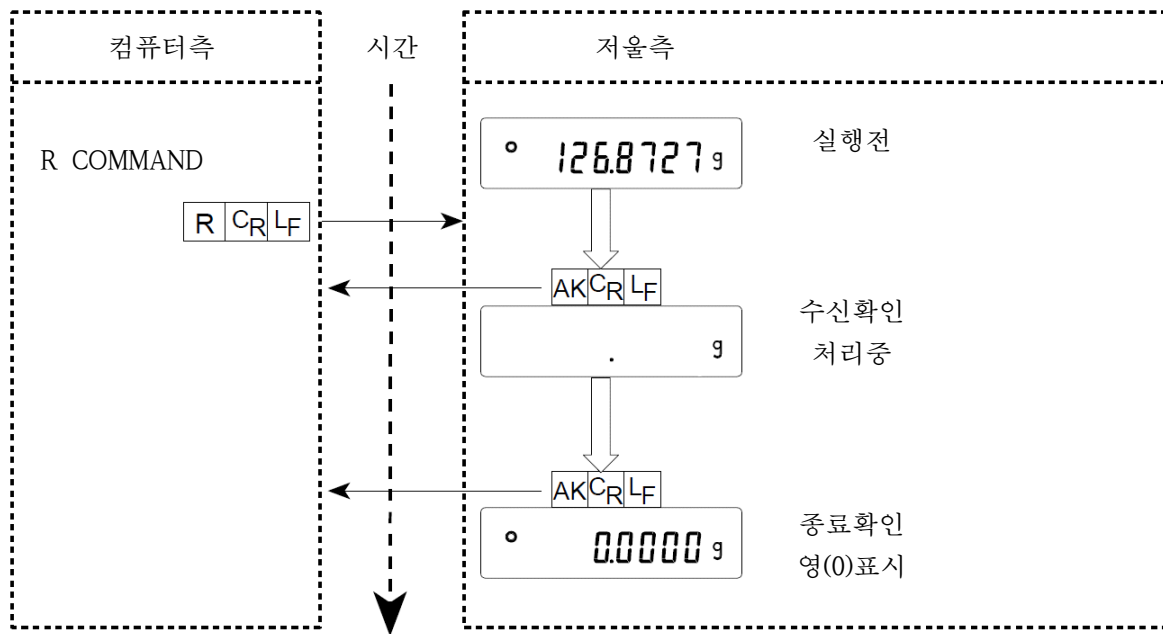 컴퓨터측 시간 저울측
126.8727 g 실행전
R COMMAND
R CR LF
AK CR LF
수신확인
. g
처리중
AK CR LF
종료확인
0.0000 g
영(0)표시